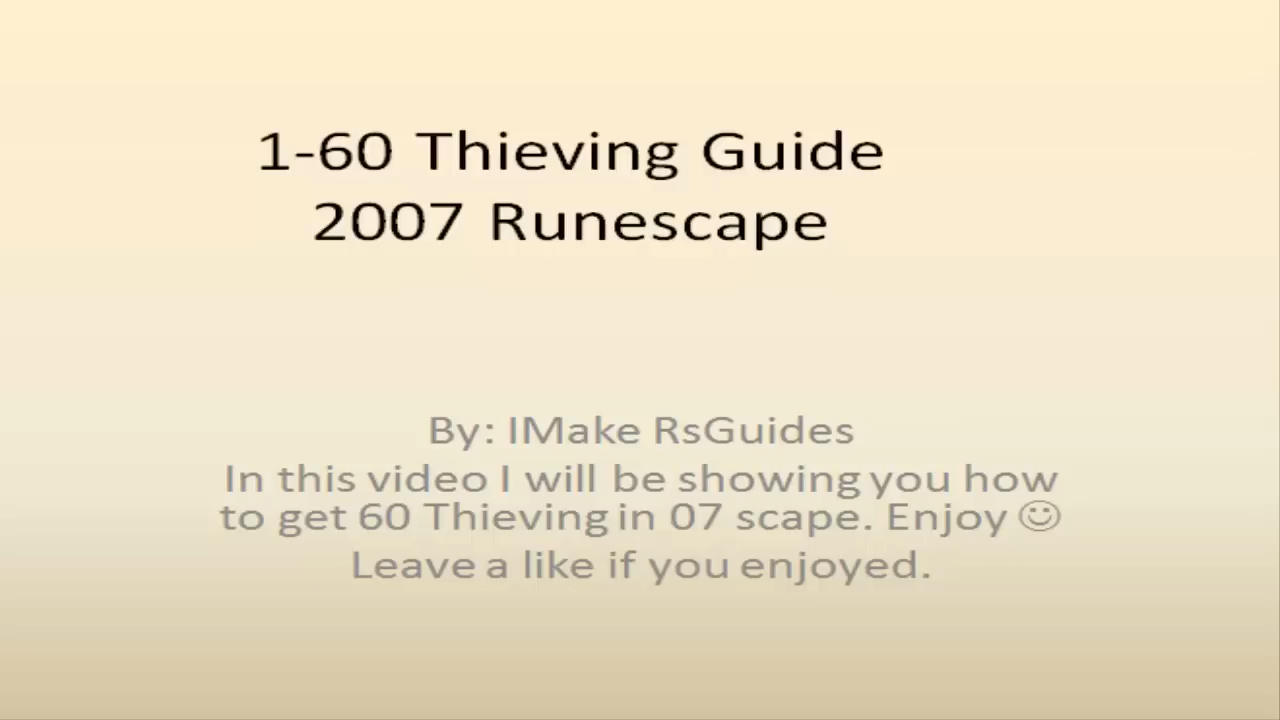 1-60 Thieving Guide
2007 Runescape
By: IMake RsGuides
In this video I will be showing you how
to get 60 Thieving in 07 scape. Enjoy ☺
Leave a like if you enjoyed.